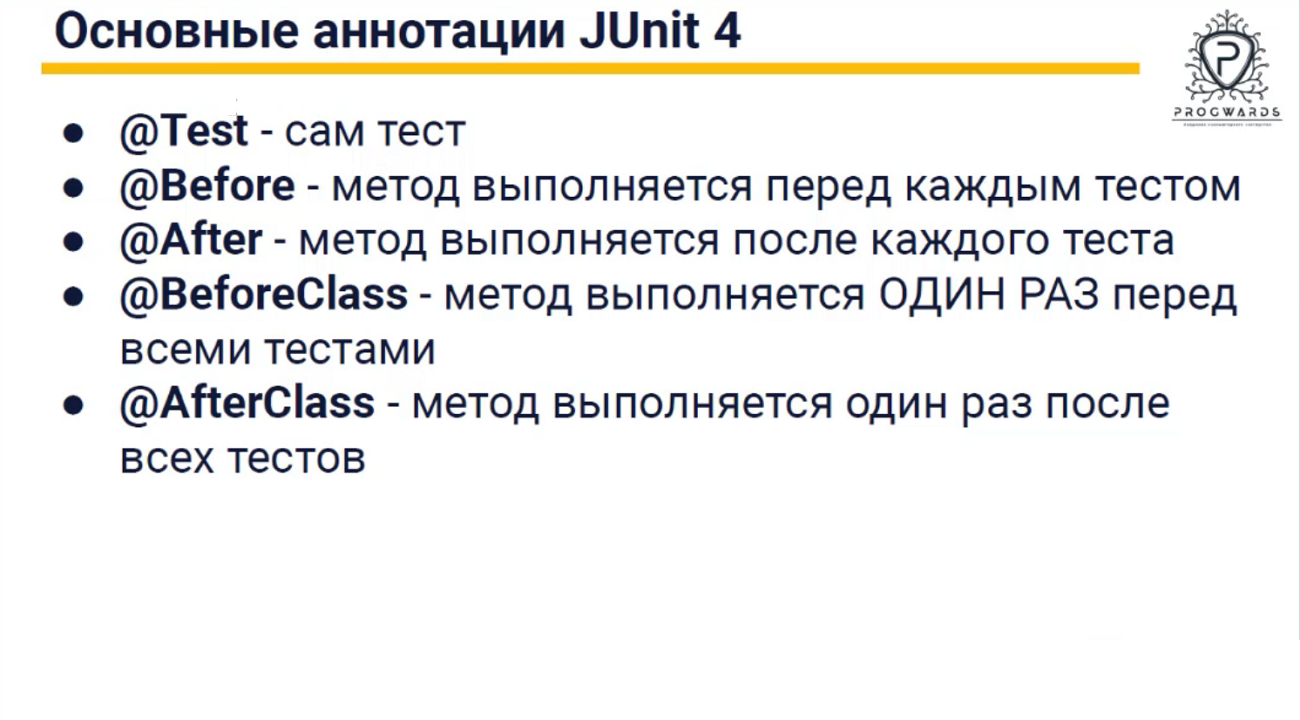 Основные аннотации JUnit 4
PROGWARDS
● @Test - сам тест
● @Before - метод выполняется перед каждым тестом
● @After - метод выполняется после каждого теста
● @BeforeClass - метод выполняется ОДИН РАЗ перед
всеми тестами
● @AfterClass - метод выполняется один раз после
всех тестов